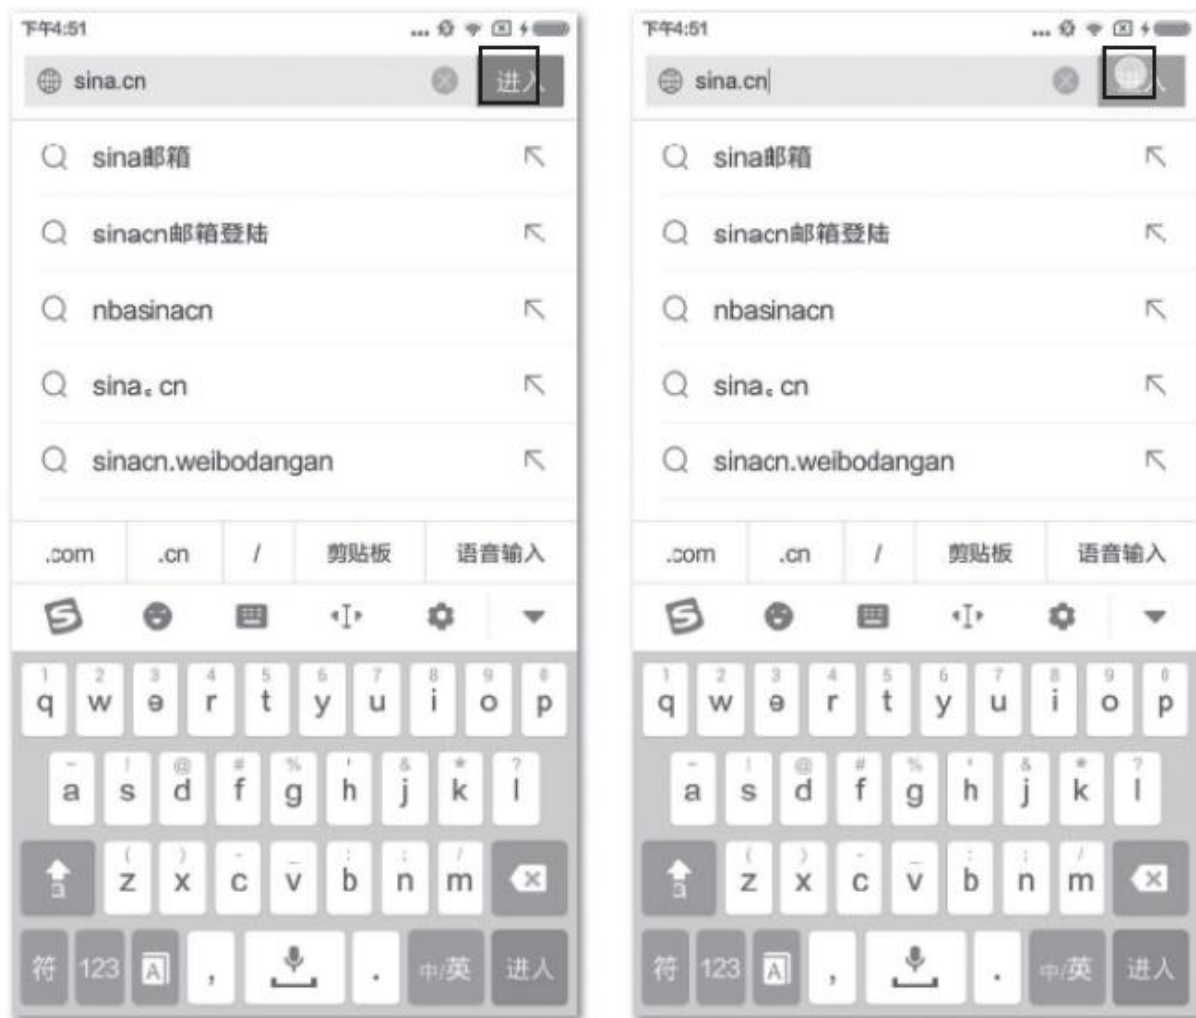 下午4:51
sina.cn 进入
sina邮箱
sinacn邮箱登陆
nbasinacn
sina。cn
sinacn.weibodangan
.com .cn / 剪贴板 语音输入
1 2 3 4 5 6 7 8 9 0
q w e r t y u i o p
~ ! @ # % ' & * ?
a s d f g h j k l
( ) - _ : ; /
z x c v b n m
符 123 A , . 中/英 进入
下午4:51
sina.cn 入
sina邮箱
sinacn邮箱登陆
nbasinacn
sina。cn
sinacn.weibodangan
.com .cn / 剪贴板 语音输入
1 2 3 4 5 6 7 8 9 0
q w e r t y u i o p
~ ! @ # % ' & * ?
a s d f g h j k l
( ) - _ : ; /
z x c v b n m
符 123 A , . 中/英 进入